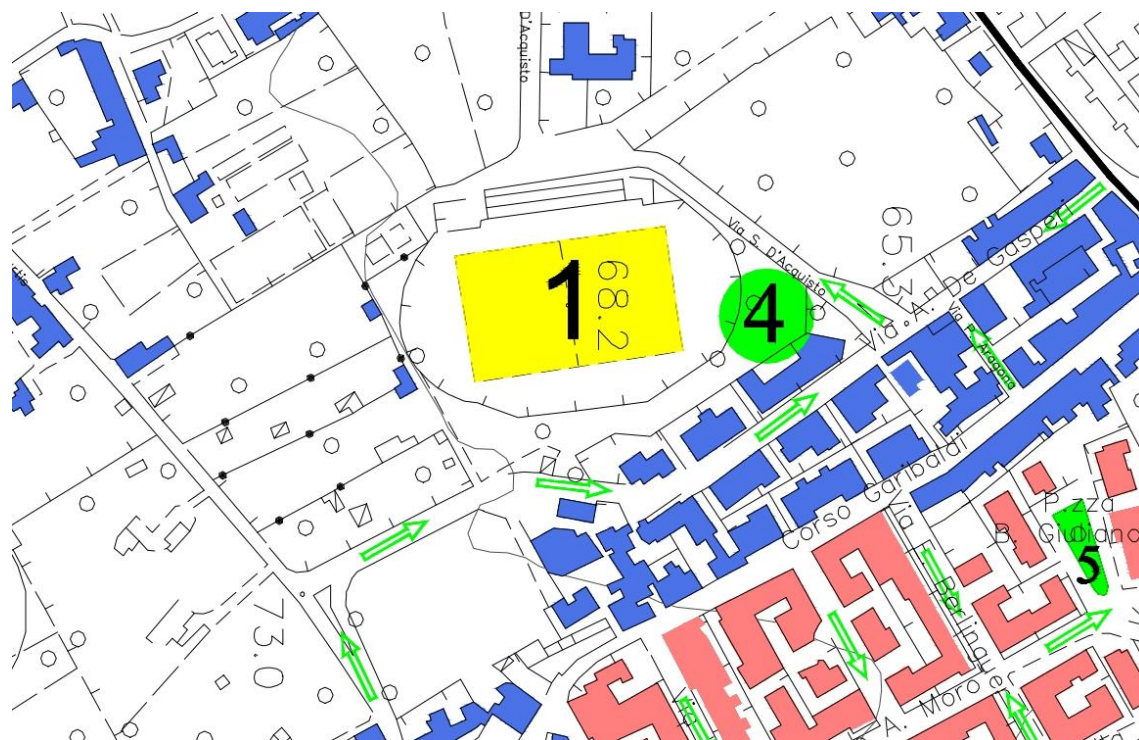 D'Acquisto
Via S. D'Acquisto
65.3
Via A. De Gasperi
1
68.2
4
Via P. Aragona
Corso Garibaldi
P.zza
B. Giuliano
5
Via E. Berlinguer
73.0
A. Moro